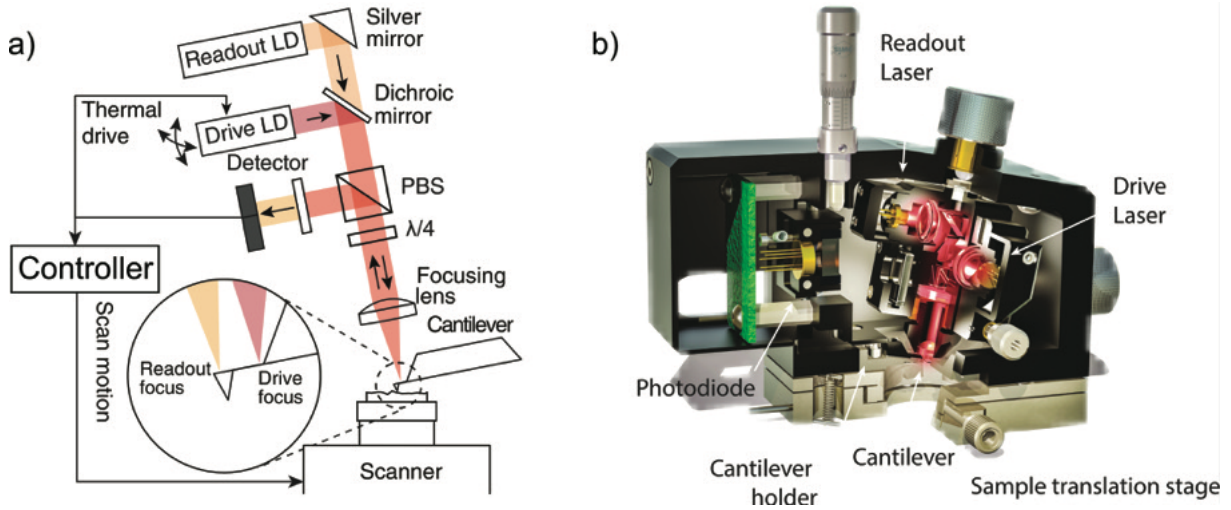 a)
Readout LD
Silver
mirror
Thermal
drive
Drive LD
Dichroic
mirror
Detector
PBS
λ/4
Controller
Focusing
lens
Cantilever
Scan motion
Readout
focus
Drive
focus
Scanner
b)
Readout
Laser
Drive
Laser
Photodiode
Cantilever
holder
Cantilever
Sample translation stage